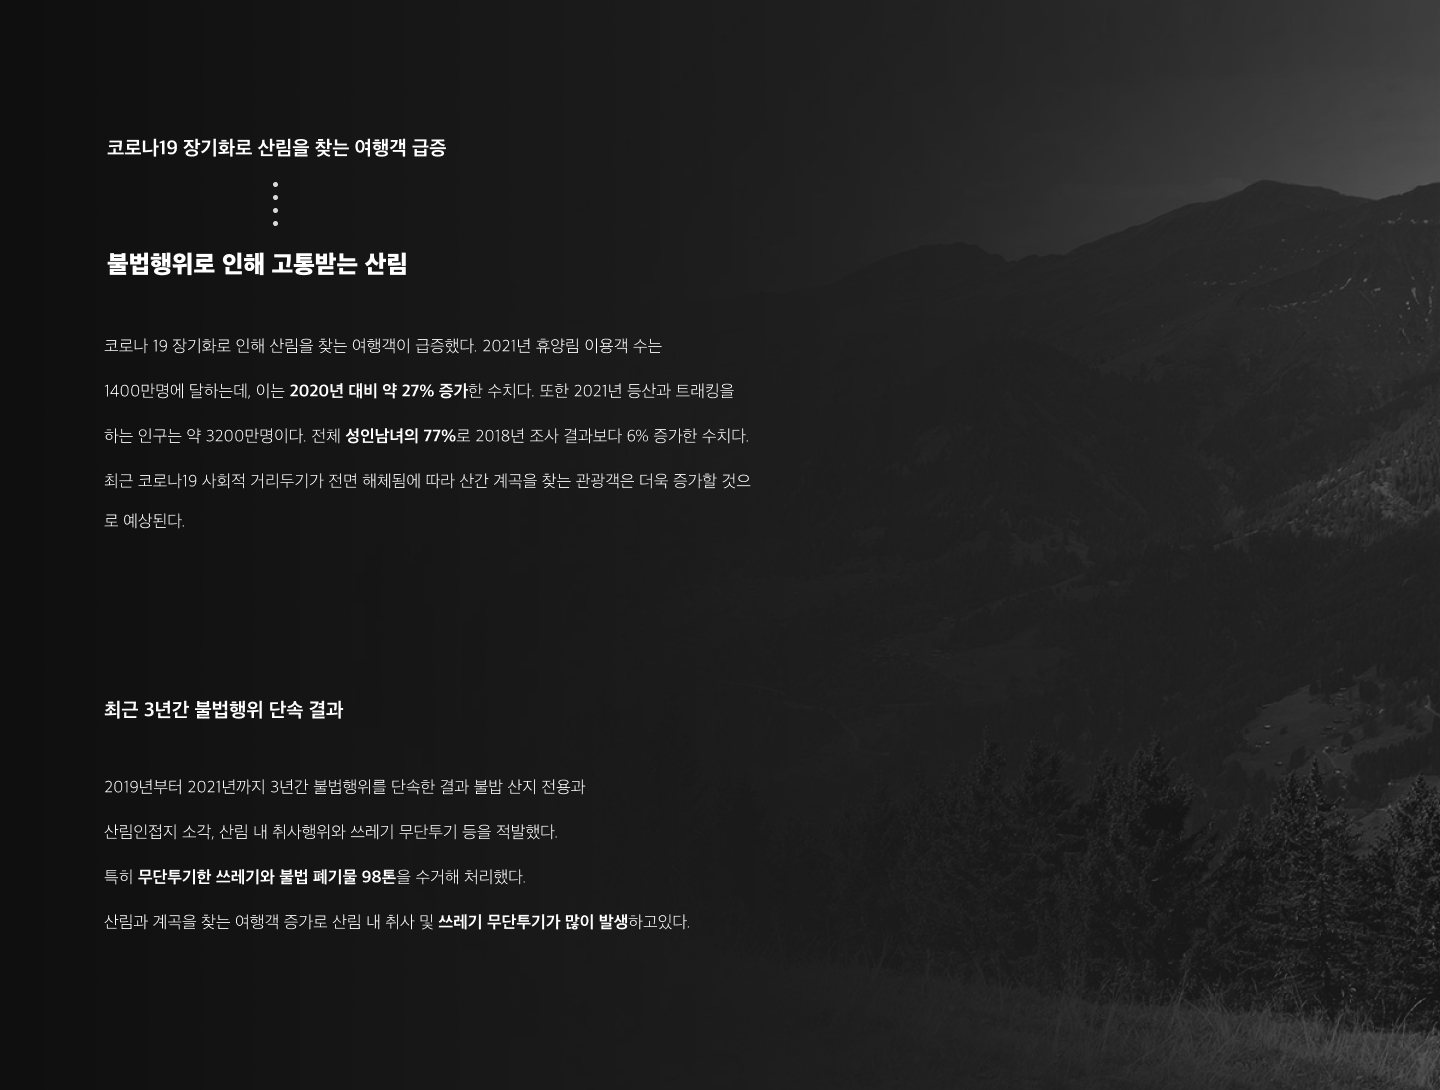 코로나19 장기화로 산림을 찾는 여행객 급증
불법행위로 인해 고통받는 산림
코로나 19 장기화로 인해 산림을 찾는 여행객이 급증했다. 2021년 휴양림 이용객 수는
1400만명에 달하는데, 이는 2020년 대비 약 27% 증가한 수치다. 또한 2021년 등산과 트래킹을
하는 인구는 약 3200만명이다. 전체 성인남녀의 77%로 2018년 조사 결과보다 6% 증가한 수치다.
최근 코로나19 사회적 거리두기가 전면 해체됨에 따라 산간 계곡을 찾는 관광객은 더욱 증가할 것으
로 예상된다.
최근 3년간 불법행위 단속 결과
2019년부터 2021년까지 3년간 불법행위를 단속한 결과 불밥 산지 전용과
산림인접지 소각, 산림 내 취사행위와 쓰레기 무단투기 등을 적발했다.
특히 무단투기한 쓰레기와 불법 폐기물 98톤을 수거해 처리했다.
산림과 계곡을 찾는 여행객 증가로 산림 내 취사 및 쓰레기 무단투기가 많이 발생하고있다.